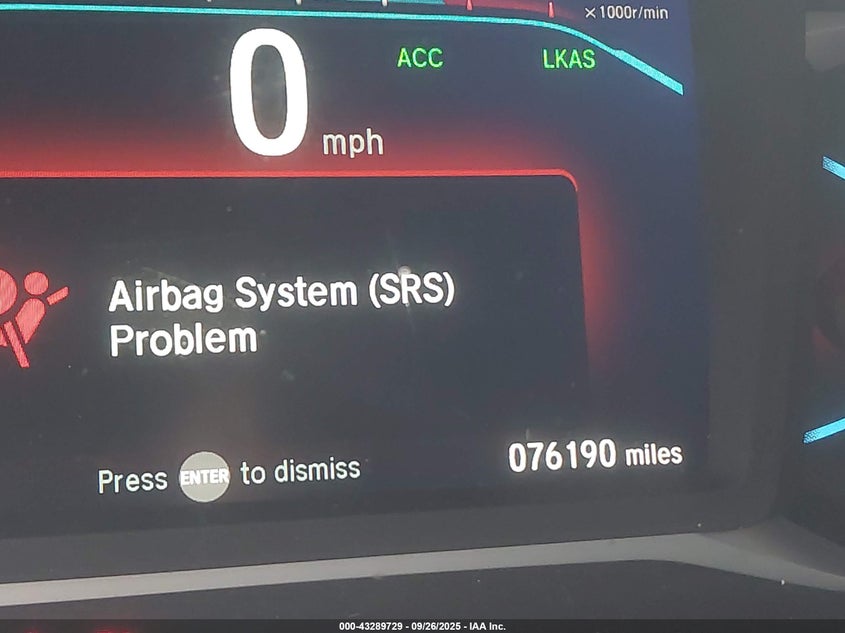 ×1000r/min
ACC LKAS
0 mph
Airbag System (SRS)
Problem
076190 miles
Press ENTER to dismiss
000-43289729 - 09/26/2025 - IAA Inc.